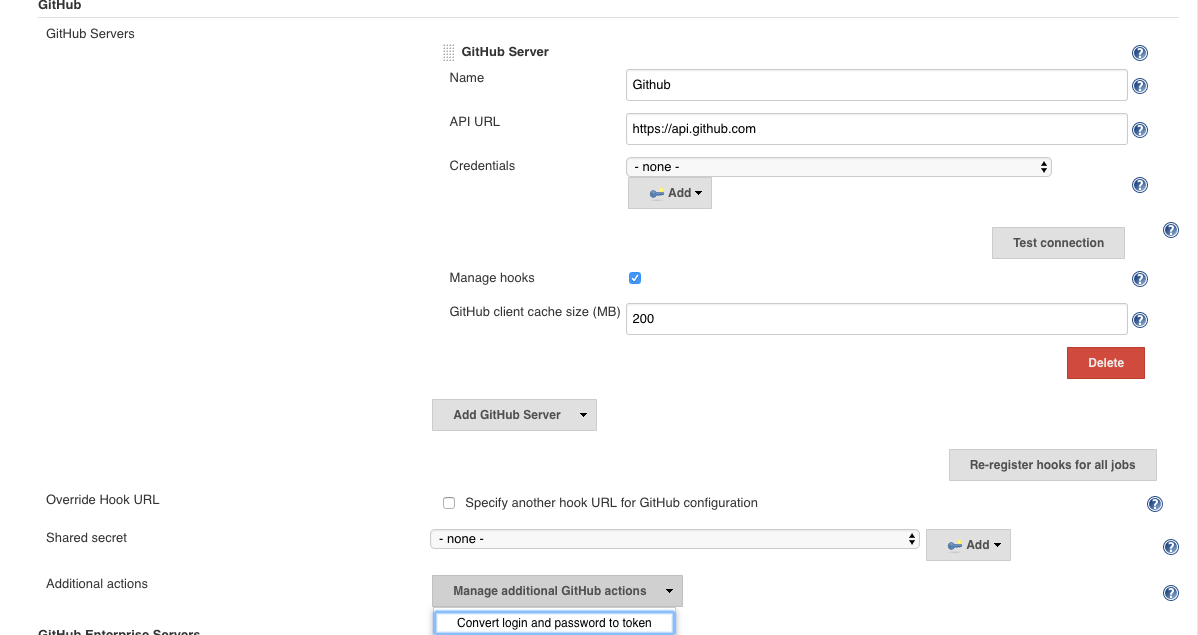 GitHub
GitHub Servers
GitHub Server
Name
Github
API URL
https://api.github.com
Credentials
- none -
Add
Test connection
Manage hooks
GitHub client cache size (MB)
200
Delete
Add GitHub Server
Re-register hooks for all jobs
Override Hook URL
Specify another hook URL for GitHub configuration
Shared secret
- none -
Add
Additional actions
Manage additional GitHub actions
Convert login and password to token
GitHub Enterprise Servers